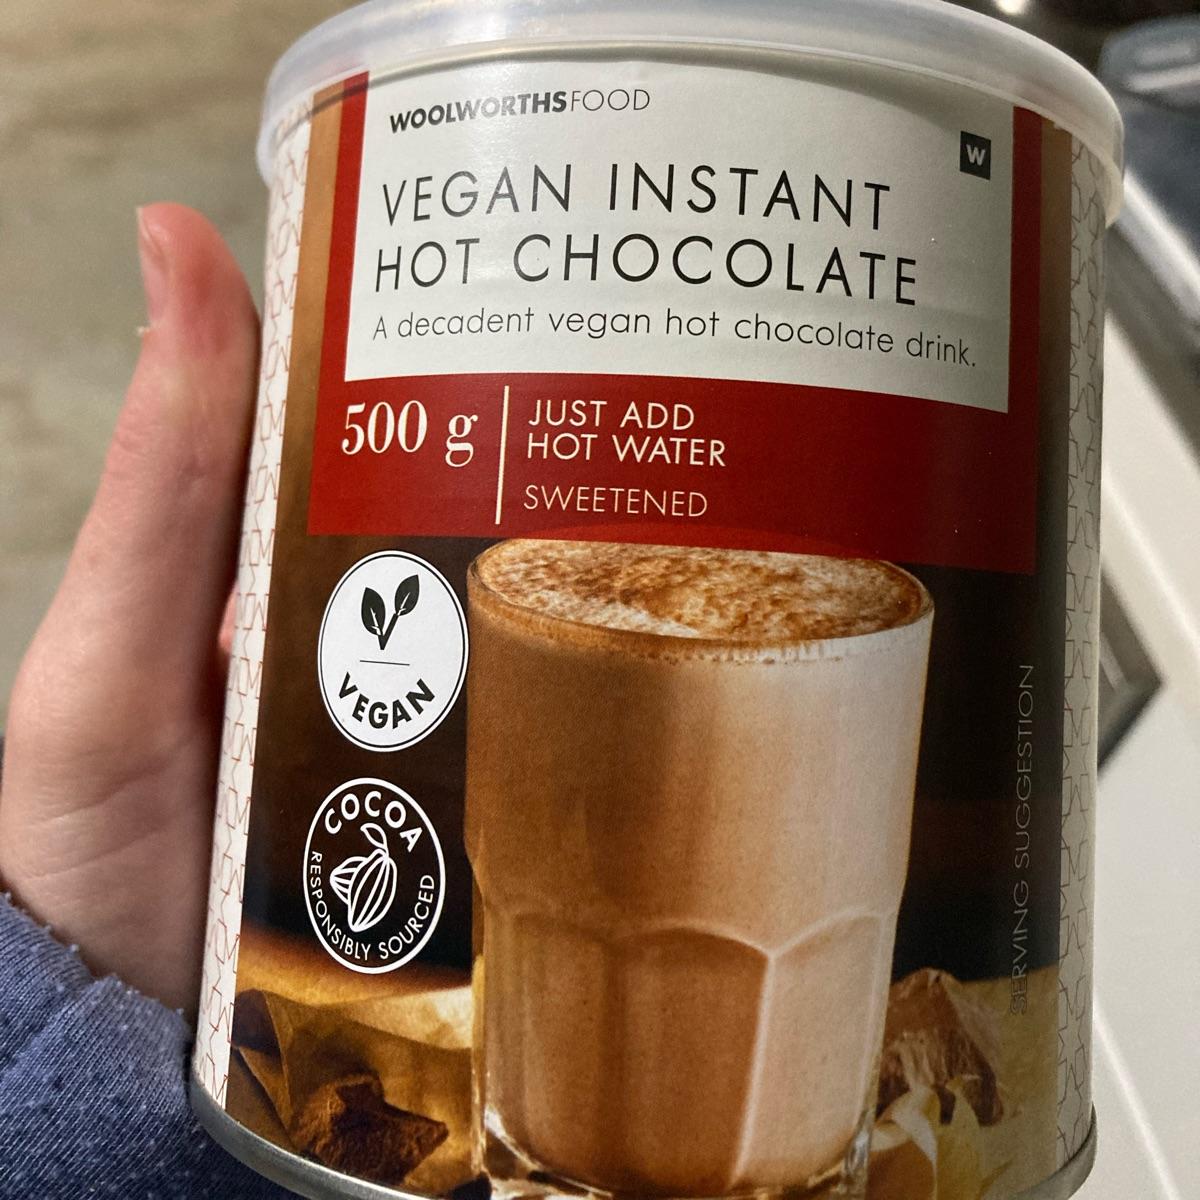 WOOLWORTHSFOOD
W
VEGAN INSTANT
HOT CHOCOLATE
A decadent vegan hot chocolate drink.
500 g
JUST ADD
HOT WATER
SWEETENED
VEGAN
COCOA
RESPONSIBLY SOURCED
SERVING SUGGESTION